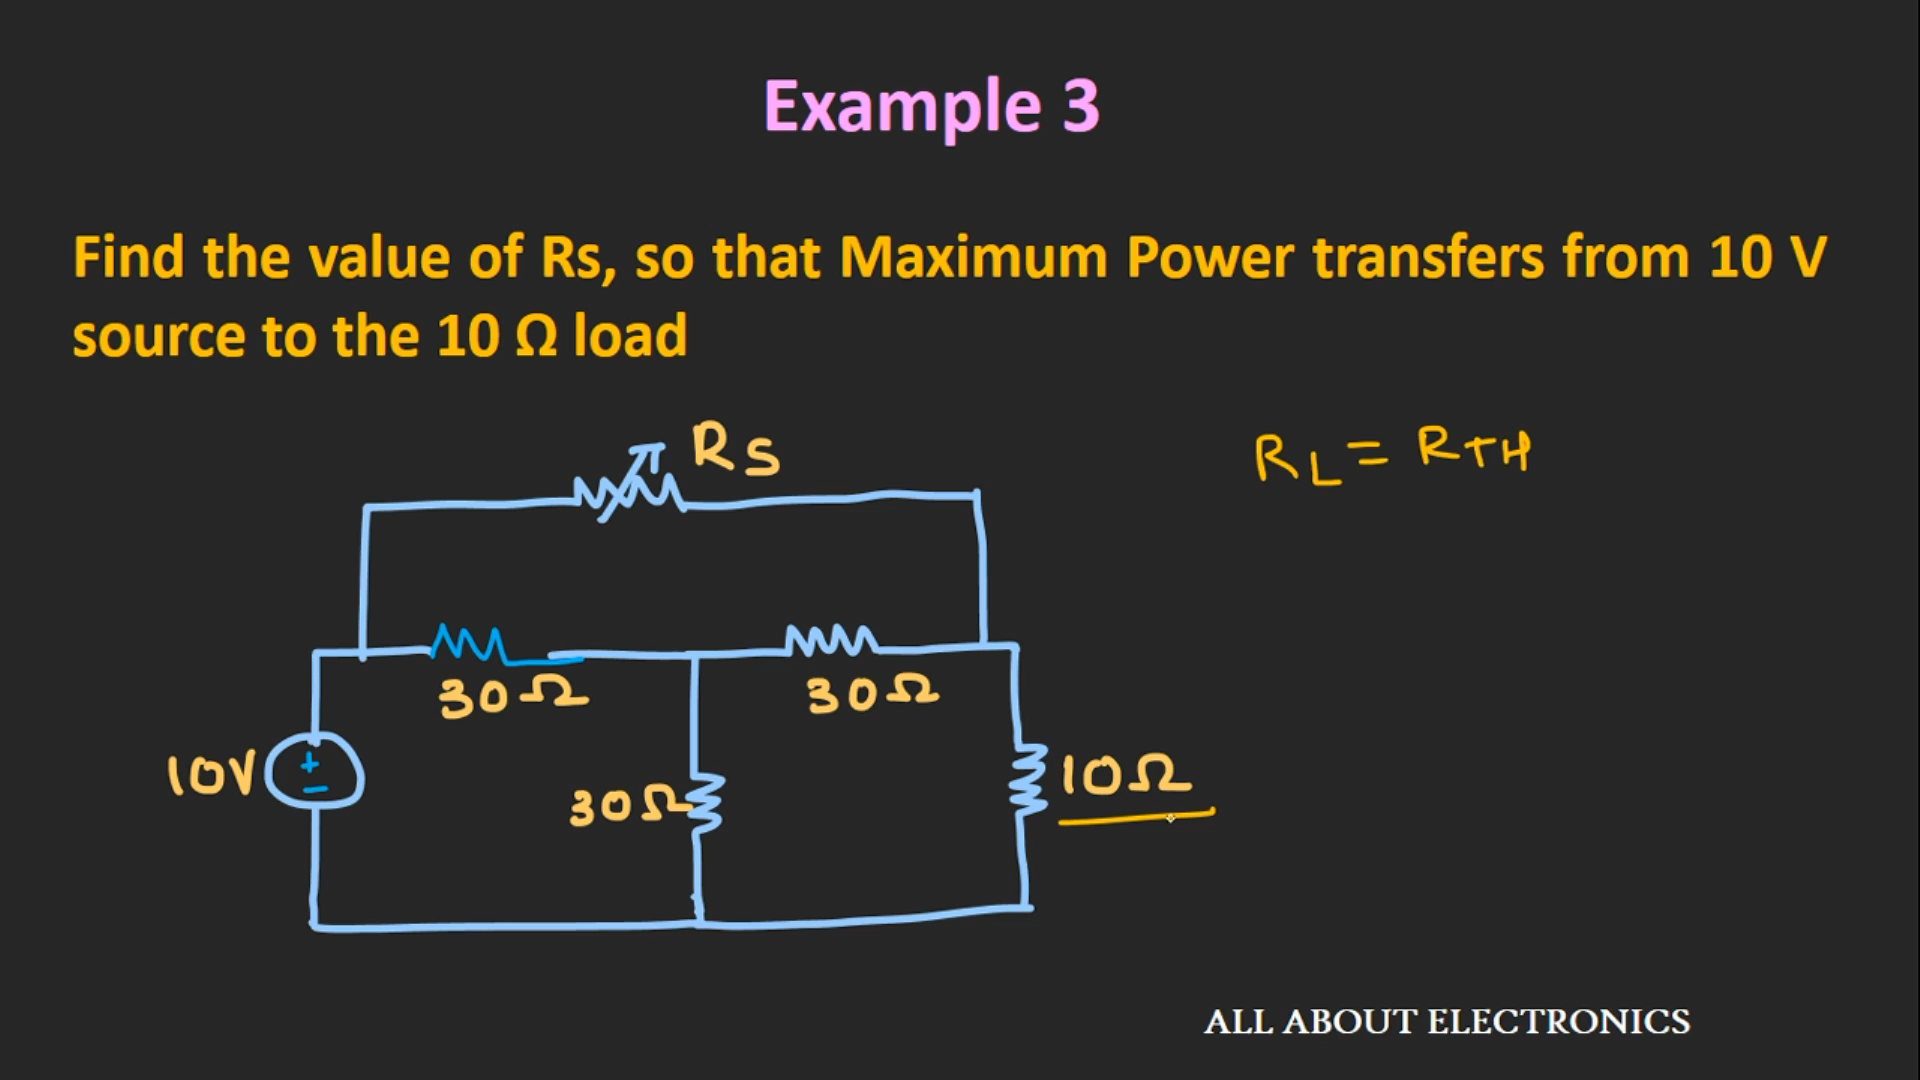 Example 3
Find the value of Rs, so that Maximum Power transfers from 10 V
source to the 10 Ω load
RS
RL = RTH
30Ω
30Ω
10V
+
-
30Ω
10Ω
ALL ABOUT ELECTRONICS